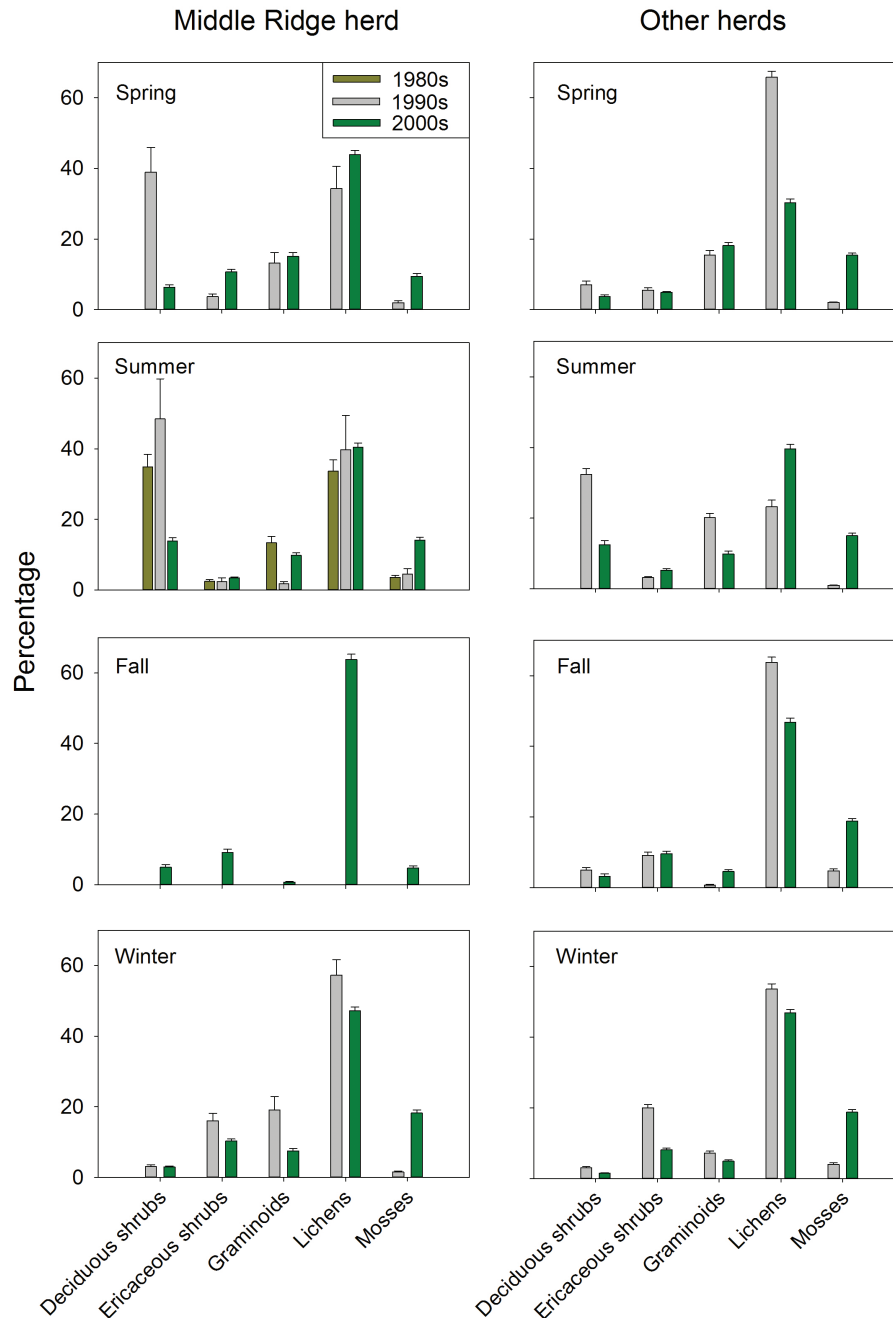 Middle Ridge herd
Other herds
Percentage
Spring
1980s
1990s
2000s
60
40
20
0
Spring
Summer
60
40
20
0
Summer
Fall
60
40
20
0
Fall
Winter
60
40
20
0
Winter
Deciduous shrubs
Ericaceous shrubs
Graminoids
Lichens
Mosses
Deciduous shrubs
Ericaceous shrubs
Graminoids
Lichens
Mosses